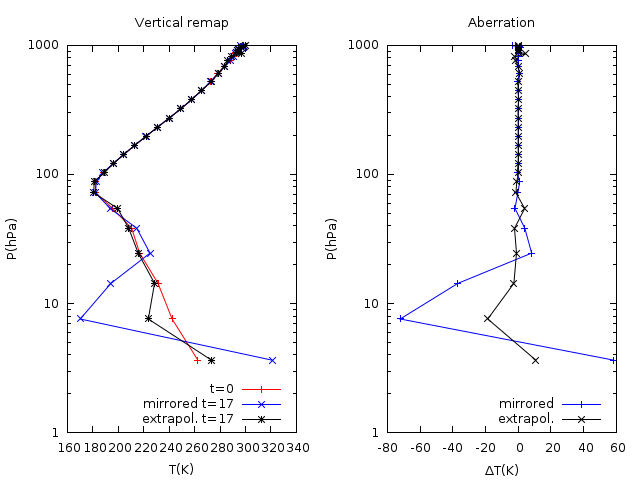 Vertical remap
1000
100
10
1
P(hPa)
t=0
mirrored t=17
extrapol. t=17
160 180 200 220 240 260 280 300 320 340
T(K)
Aberration
1000
100
10
1
P(hPa)
mirrored
extrapol.
-80 -60 -40 -20 0 20 40 60
ΔT(K)